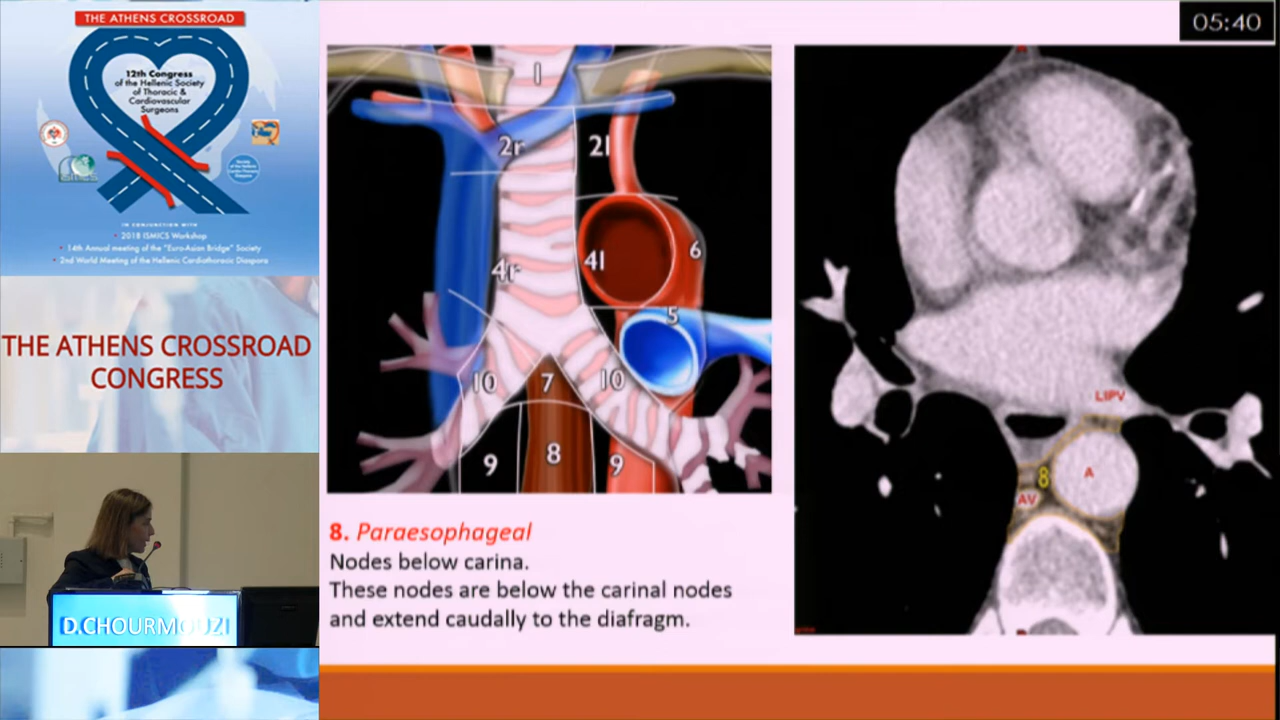 THE ATHENS CROSSROAD
12th Congress
of the Hellenic Society
of Thoracic &
Cardiovascular
Surgeons
IN CONJUNCTION WITH
• 2018 ISMICS Workshop
• 14th Annual meeting of the "Euro-Asian Bridge" Society
• 2nd World Meeting of the Hellenic Cardiothoracic Diaspora
THE ATHENS CROSSROAD
CONGRESS
D.CHOURMOUZI
05:40
1
2r
2l
4r
4l
6
5
10
7
10
9
8
9
8. Paraesophageal
Nodes below carina.
These nodes are below the carinal nodes
and extend caudally to the diafragm.
LIPV
8
A
AV